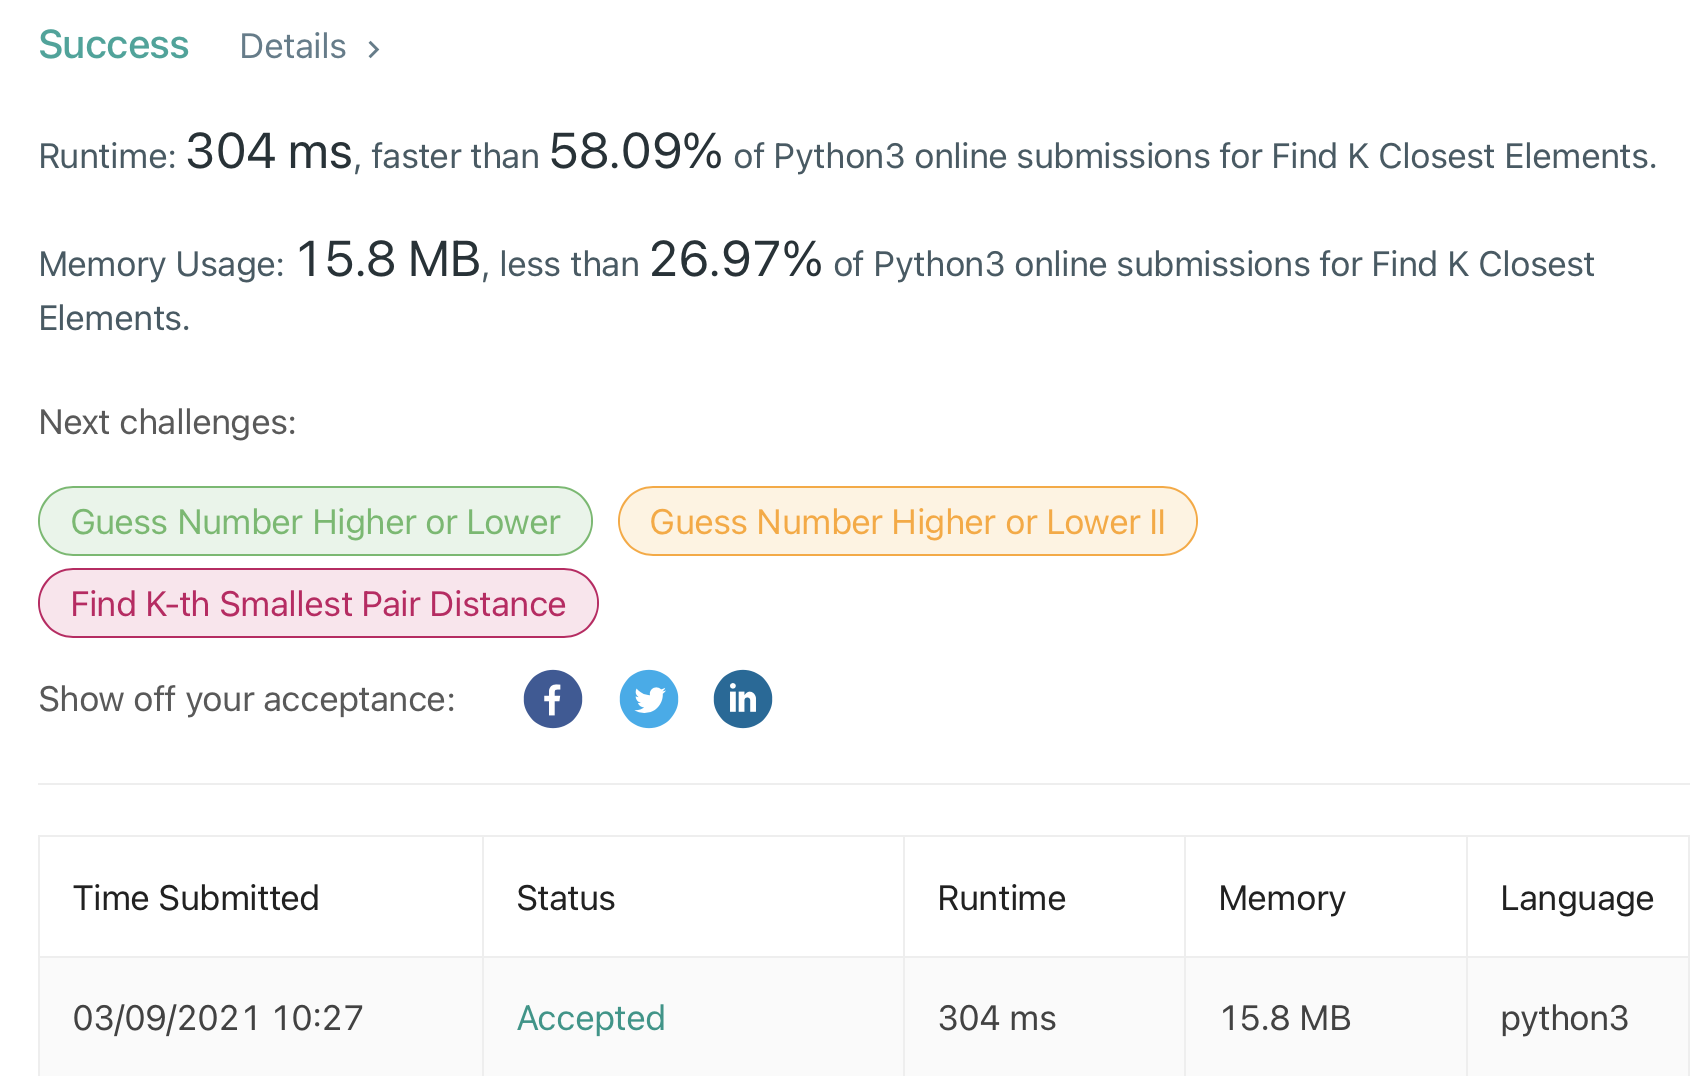 Success Details >
Runtime: 304 ms, faster than 58.09% of Python3 online submissions for Find K Closest Elements.
Memory Usage: 15.8 MB, less than 26.97% of Python3 online submissions for Find K Closest
Elements.
Next challenges:
Guess Number Higher or Lower Guess Number Higher or Lower II
Find K-th Smallest Pair Distance
Show off your acceptance: f in
Time Submitted Status Runtime Memory Language
03/09/2021 10:27 Accepted 304 ms 15.8 MB python3